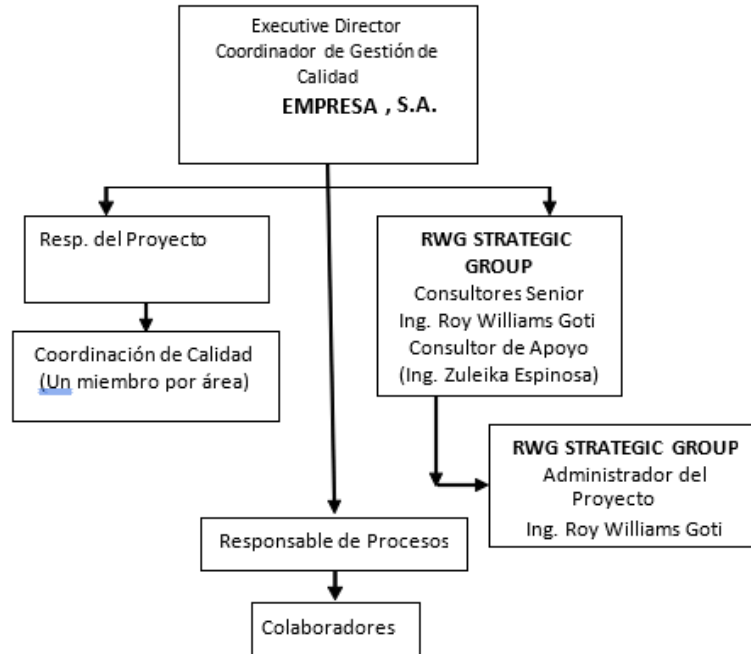 Executive Director
Coordinador de Gestión de
Calidad
EMPRESA , S.A.
Resp. del Proyecto
RWG STRATEGIC
GROUP
Consultores Senior
Ing. Roy Williams Goti
Consultor de Apoyo
(Ing. Zuleika Espinosa)
Coordinación de Calidad
(Un miembro por área)
RWG STRATEGIC GROUP
Administrador del
Proyecto
Ing. Roy Williams Goti
Responsable de Procesos
Colaboradores